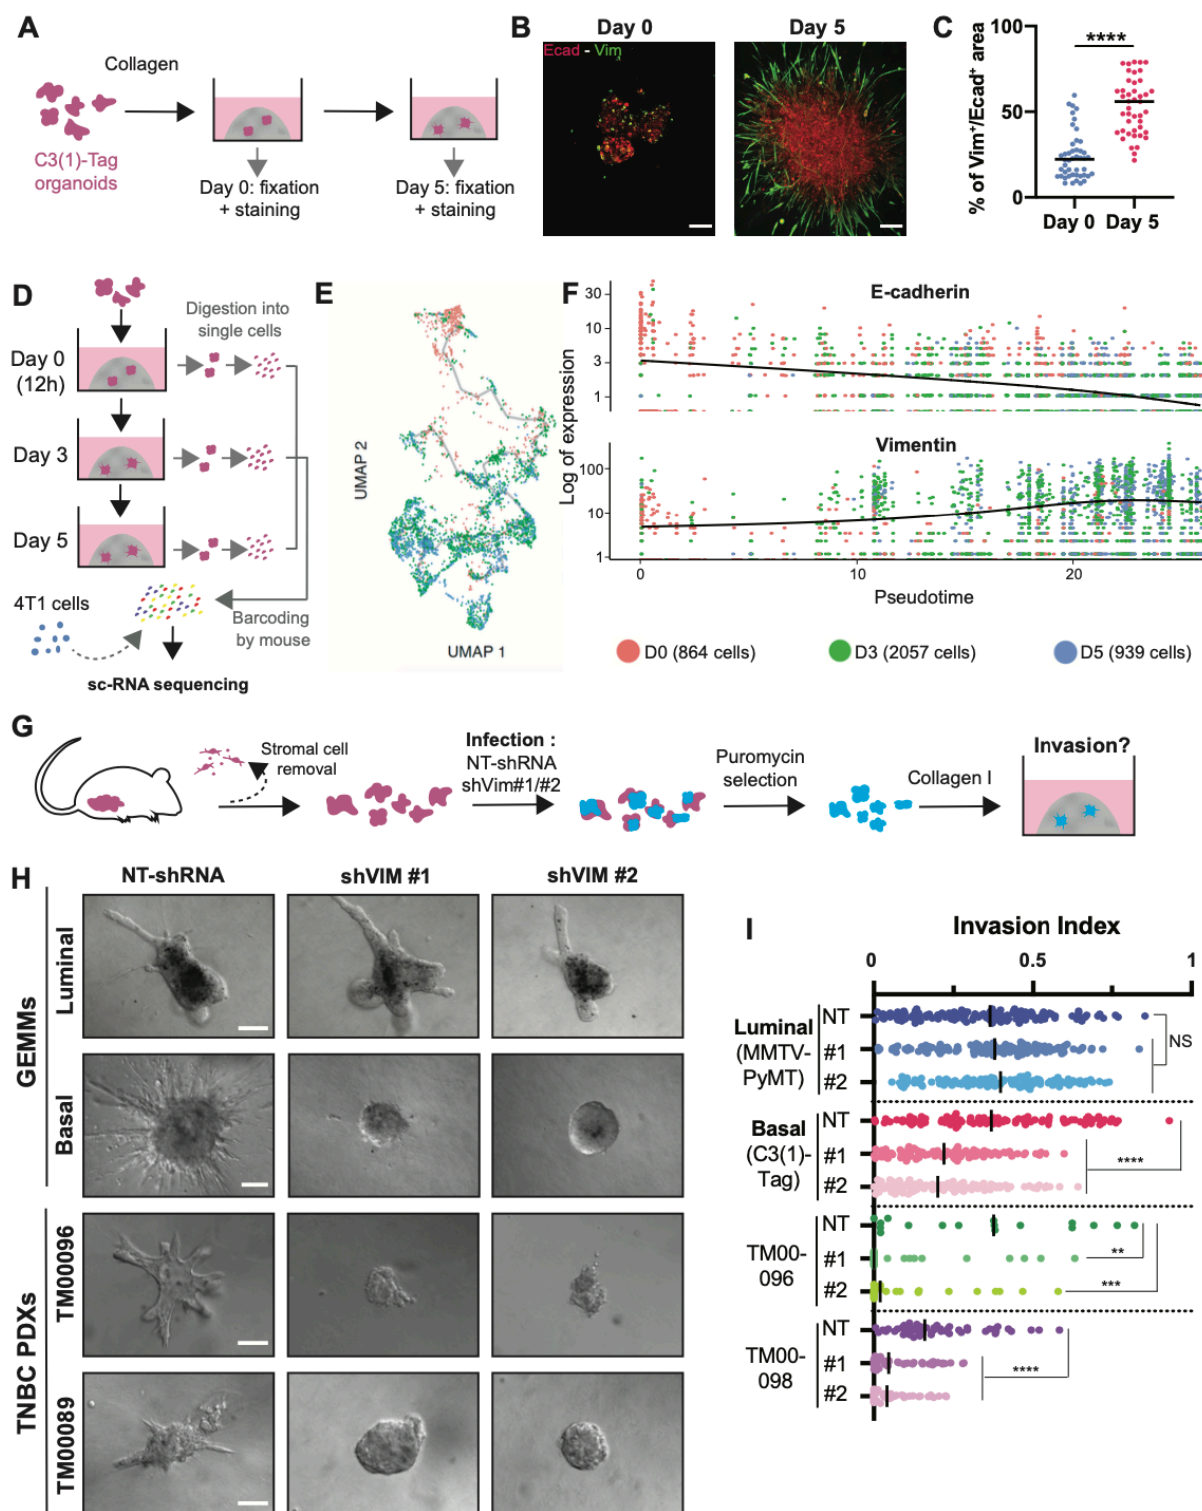 A
Collagen
C3(1)-Tag
organoids
Day 0: fixation
+ staining
Day 5: fixation
+ staining
B
Day 0
Day 5
Ecad - Vim
C
% of Vim⁺/Ecad⁺ area
100
50
0
****
Day 0
Day 5
D
Digestion into
single cells
Day 0
(12h)
Day 3
Day 5
4T1 cells
Barcoding
by mouse
sc-RNA sequencing
E
UMAP 2
UMAP 1
F
Log of expression
E-cadherin
30
10
3
1
Vimentin
100
10
1
0
10
20
Pseudotime
D0 (864 cells)
D3 (2057 cells)
D5 (939 cells)
G
Stromal cell
removal
Infection :
NT-shRNA
shVim#1/#2
Puromycin
selection
Collagen I
Invasion?
H
NT-shRNA
shVIM #1
shVIM #2
GEMMs
Luminal
Basal
TNBC PDXs
TM00096
TM00089
I
Invasion Index
0
0.5
1
Luminal
(MMTV-
PyMT)
NT
#1
#2
NS
Basal
(C3(1)-
Tag)
NT
#1
#2
****
TM00-
096
NT
#1
#2
**
***
TM00-
098
NT
#1
#2
****